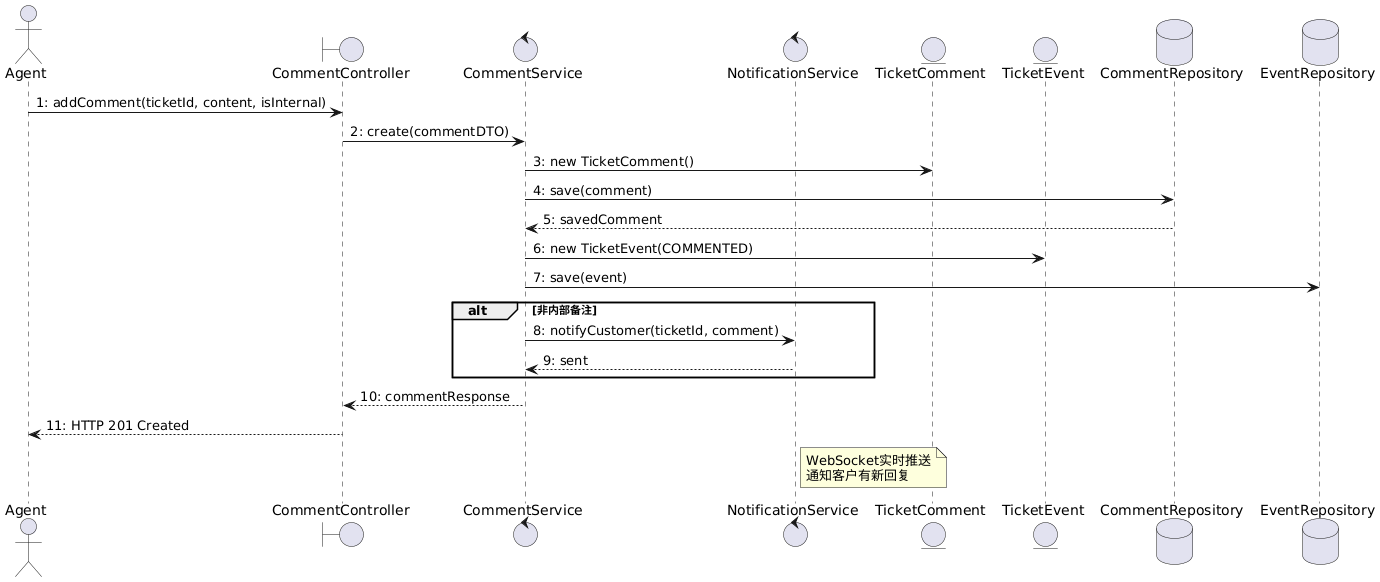 Agent
CommentController
CommentService
NotificationService
TicketComment
TicketEvent
CommentRepository
EventRepository
1: addComment(ticketId, content, isInternal)
2: create(commentDTO)
3: new TicketComment()
4: save(comment)
5: savedComment
6: new TicketEvent(COMMENTED)
7: save(event)
alt [非内部备注]
8: notifyCustomer(ticketId, comment)
9: sent
10: commentResponse
11: HTTP 201 Created
WebSocket实时推送
通知客户有新回复
Agent
CommentController
CommentService
NotificationService
TicketComment
TicketEvent
CommentRepository
EventRepository